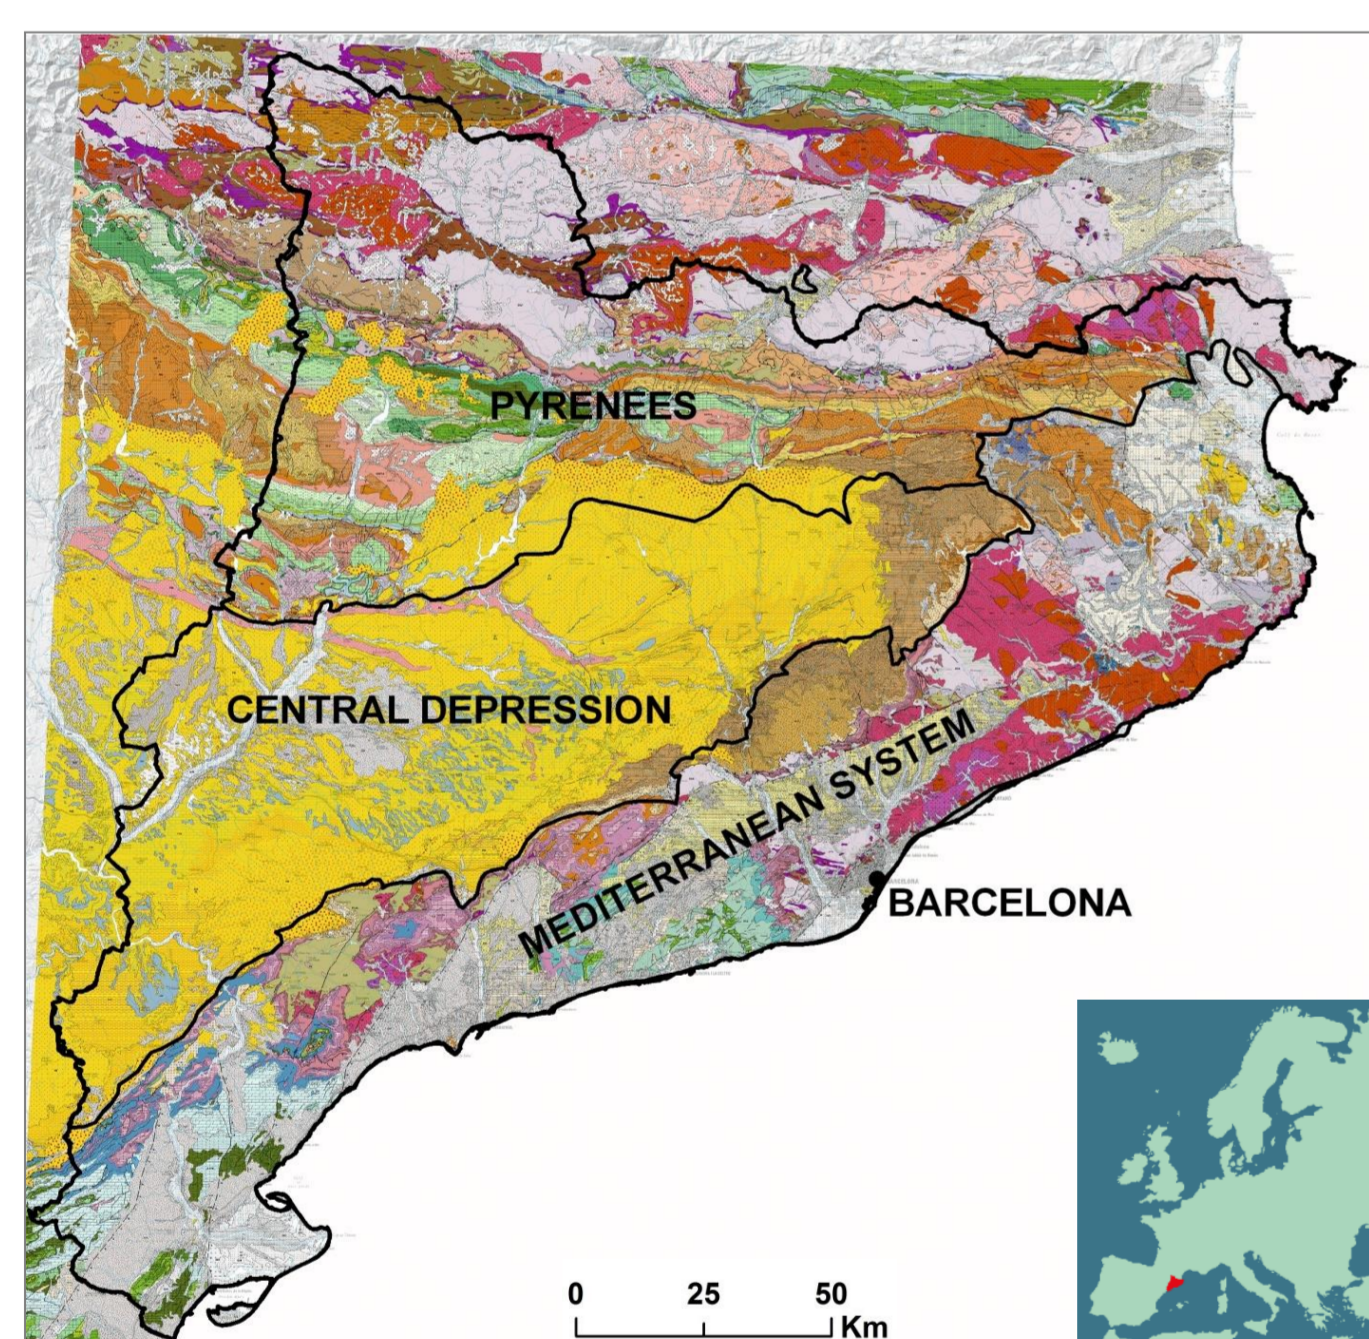 PYRENEES
CENTRAL DEPRESSION
MEDITERRANEAN SYSTEM
BARCELONA
0 25 50
Km